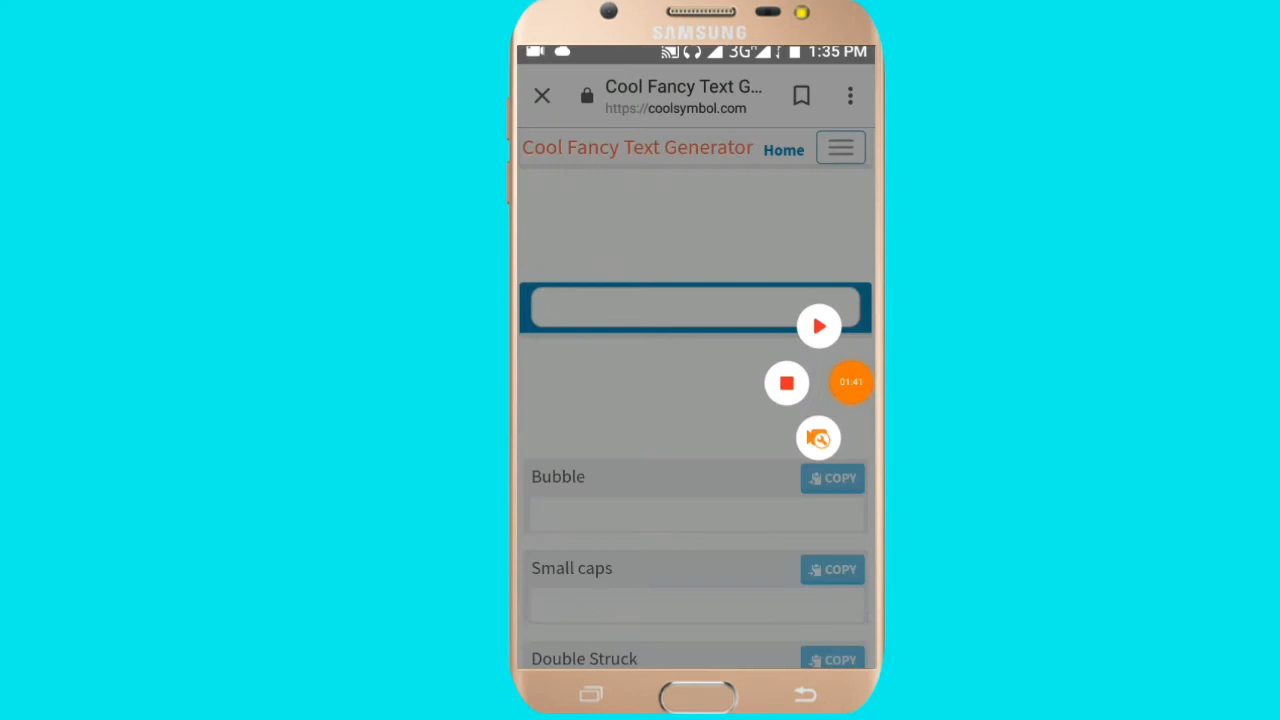 SAMSUNG
3G 1:35 PM
Cool Fancy Text G...
https://coolsymbol.com
Cool Fancy Text Generator Home
01:41
Bubble COPY
Small caps COPY
Double Struck COPY